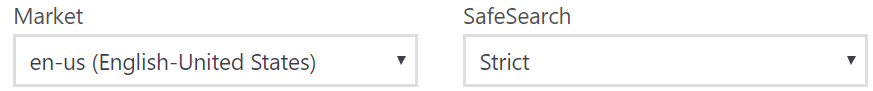 Market
SafeSearch
en-us (English-United States)
Strict